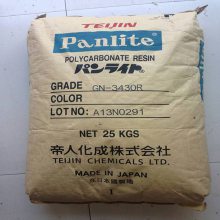 TEIJIN
Panlite
POLYCARBONATE RESIN
パンライト
GRADE GN-3430R
COLOR
LOT NO: A13N0291
NET 25 KGS
帝人化成株式会社
TEIJIN CHEMICALS LTD.
MADE IN JAPAN